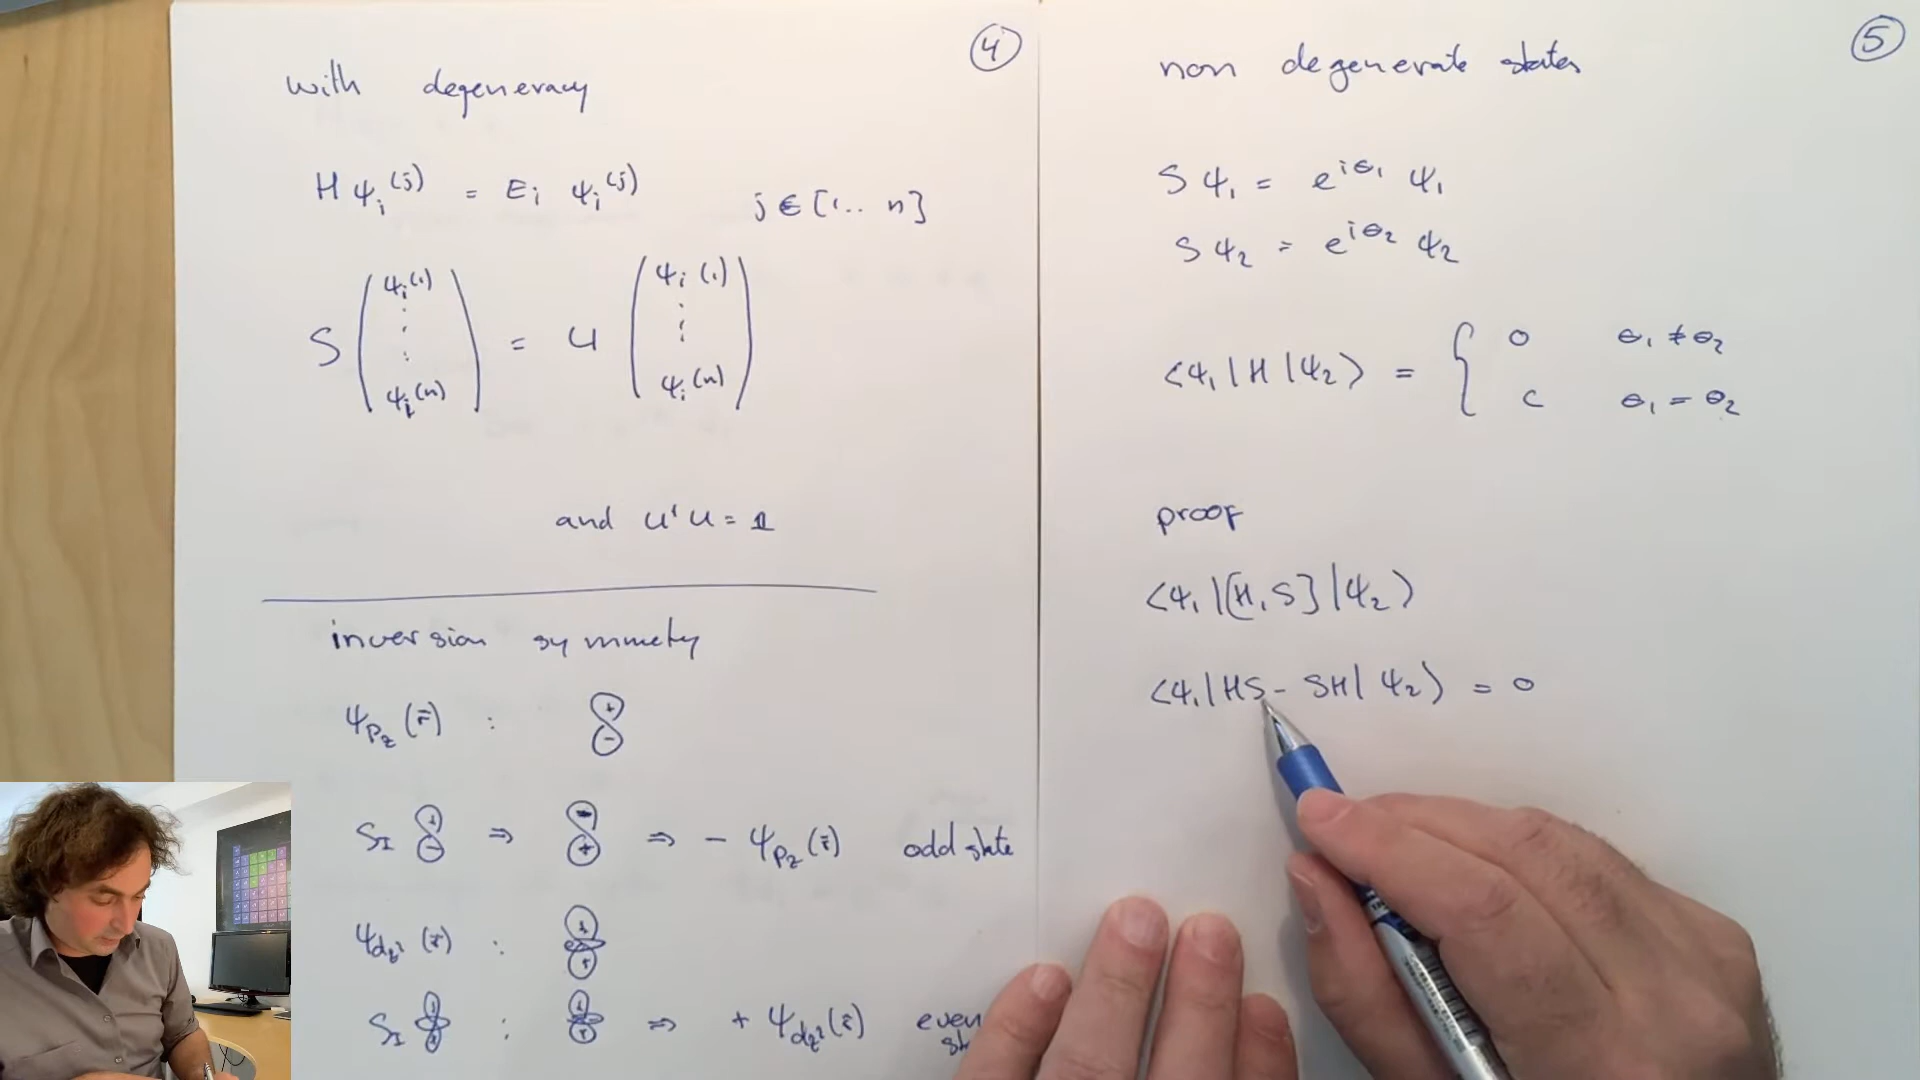 ④
with degeneracy
H ψᵢ⁽ʲ⁾ = Eᵢ ψᵢ⁽ʲ⁾ j ∈ [1.. n]
S ( ψᵢ(1) ⋮ ψᵢ(n) ) = U ( ψᵢ(1) ⋮ ψᵢ(n) )
and U†U = 1
inversion symmetry
ψ_{p_z}(r̄) : + -
S_I + - ⇒ - + ⇒ - ψ_{p_z}(r̄) odd state
ψ_{d_{z²}}(r̄) :
S_I : ⇒ + ψ_{d_{z²}}(r̄) even
⑤
non degenerate states
S ψ₁ = e^{iθ₁} ψ₁
S ψ₂ = e^{iθ₂} ψ₂
<ψ₁|H|ψ₂> = { 0 θ₁ ≠ θ₂
c θ₁ = θ₂
proof
<ψ₁|[H,S]|ψ₂>
<ψ₁|HS - SH|ψ₂> = 0